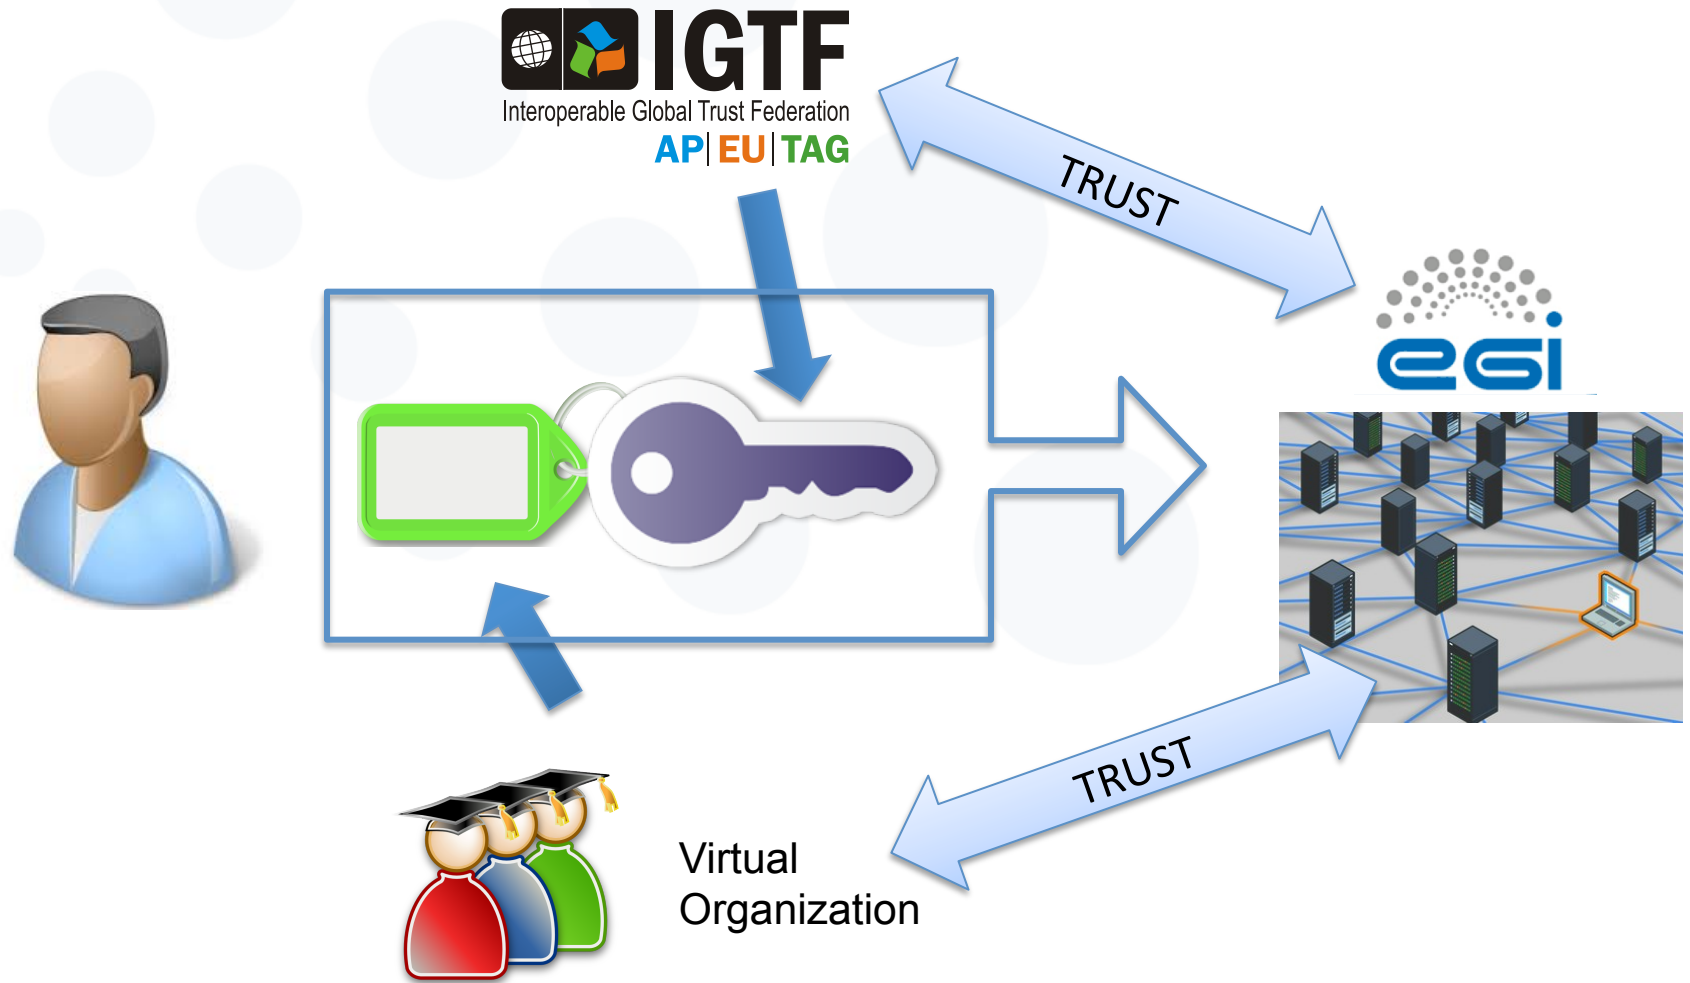 IGTF
Interoperable Global Trust Federation
AP| EU| TAG
TRUST
egi
TRUST
Virtual
Organization